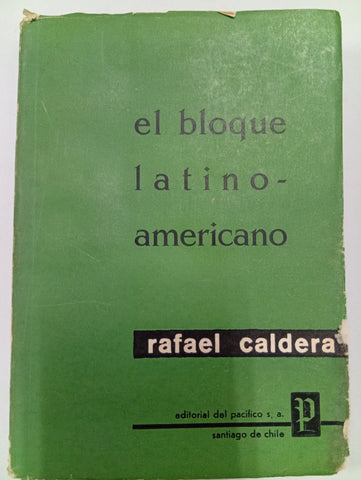 el bloque
latino-
americano
rafael caldera
editorial del pacífico s. a.
santiago de chile
P